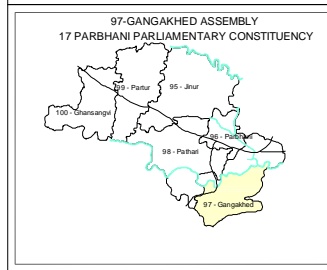 97-GANGAKHED ASSEMBLY
17 PARBHANI PARLIAMENTARY CONSTITUENCY
99 - Partur
95 - Jinur
100 - Ghansangvi
96 - Parbhani
98 - Pathari
97 - Gangakhed